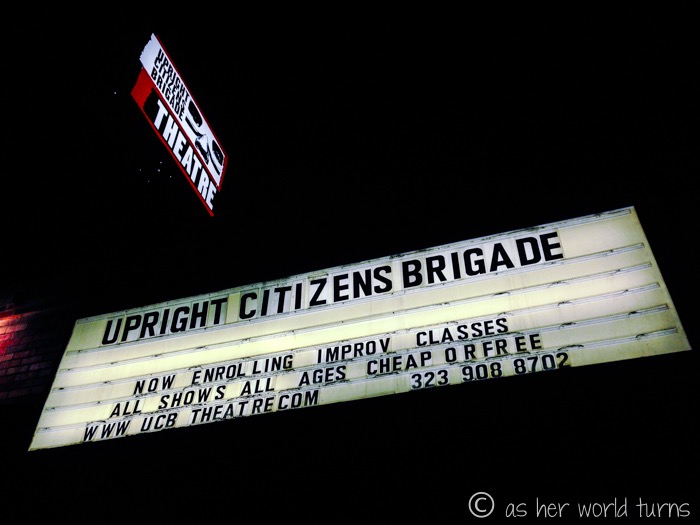 UPRIGHT
CITIZENS
BRIGADE
THEATRE
UPRIGHT CITIZENS BRIGADE
NOW ENROLLING IMPROV CLASSES
ALL SHOWS ALL AGES CHEAP OR FREE
WWW UCB THEATRECOM 323 908 8702
© as her world turns